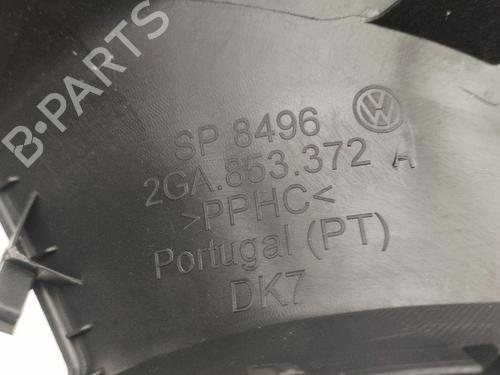 B-PARTS
SP 8496
2GA.853.372 A
>PPHC<
Portugal (PT)
DK7